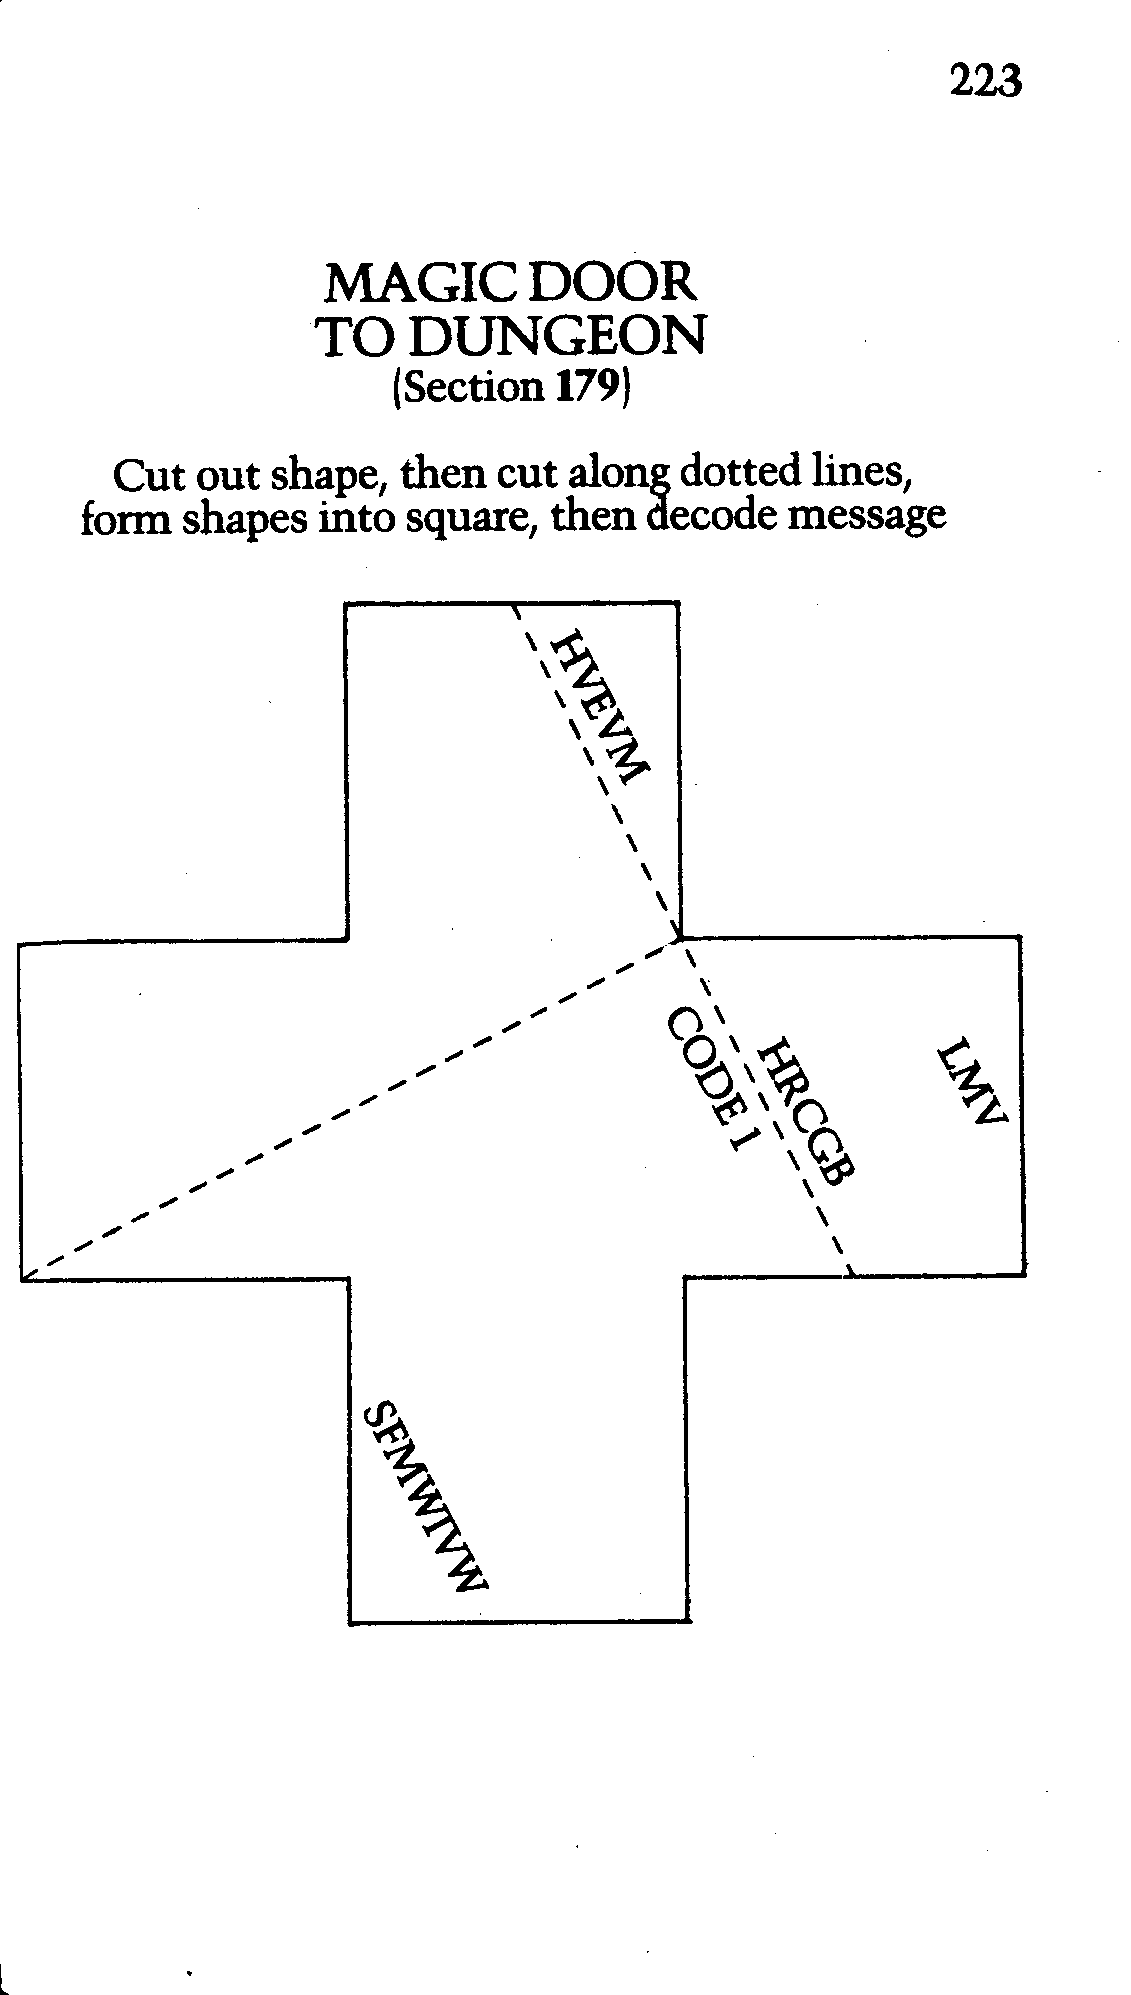 223
MAGIC DOOR
TO DUNGEON
(Section 179)
Cut out shape, then cut along dotted lines,
form shapes into square, then decode message
HVEVM
CODE 1
HRCGB
LMV
SFMWIVW